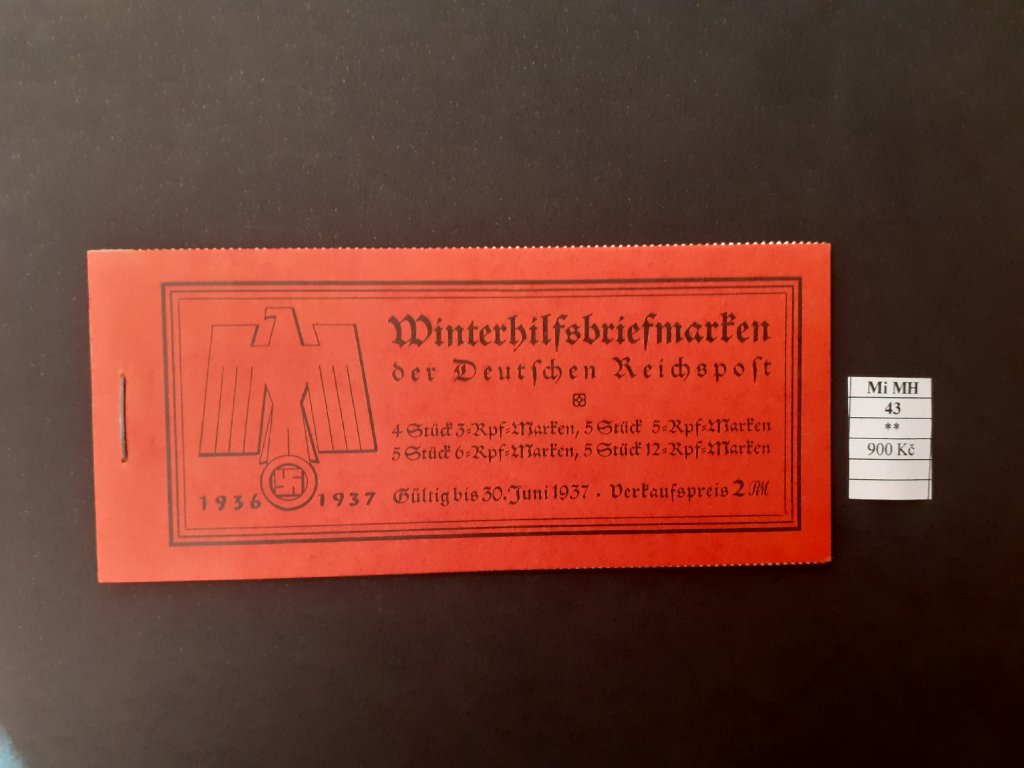 Winterhilfsbriefmarken
der Deutschen Reichspost
4 Stück 3=Rpf=Marken, 5 Stück 5=Rpf=Marken
5 Stück 6=Rpf=Marken, 5 Stück 12=Rpf=Marken
1936 1937
Gültig bis 30. Juni 1937 · Verkaufspreis 2 RM
Mi MH
43
**
900 Kč